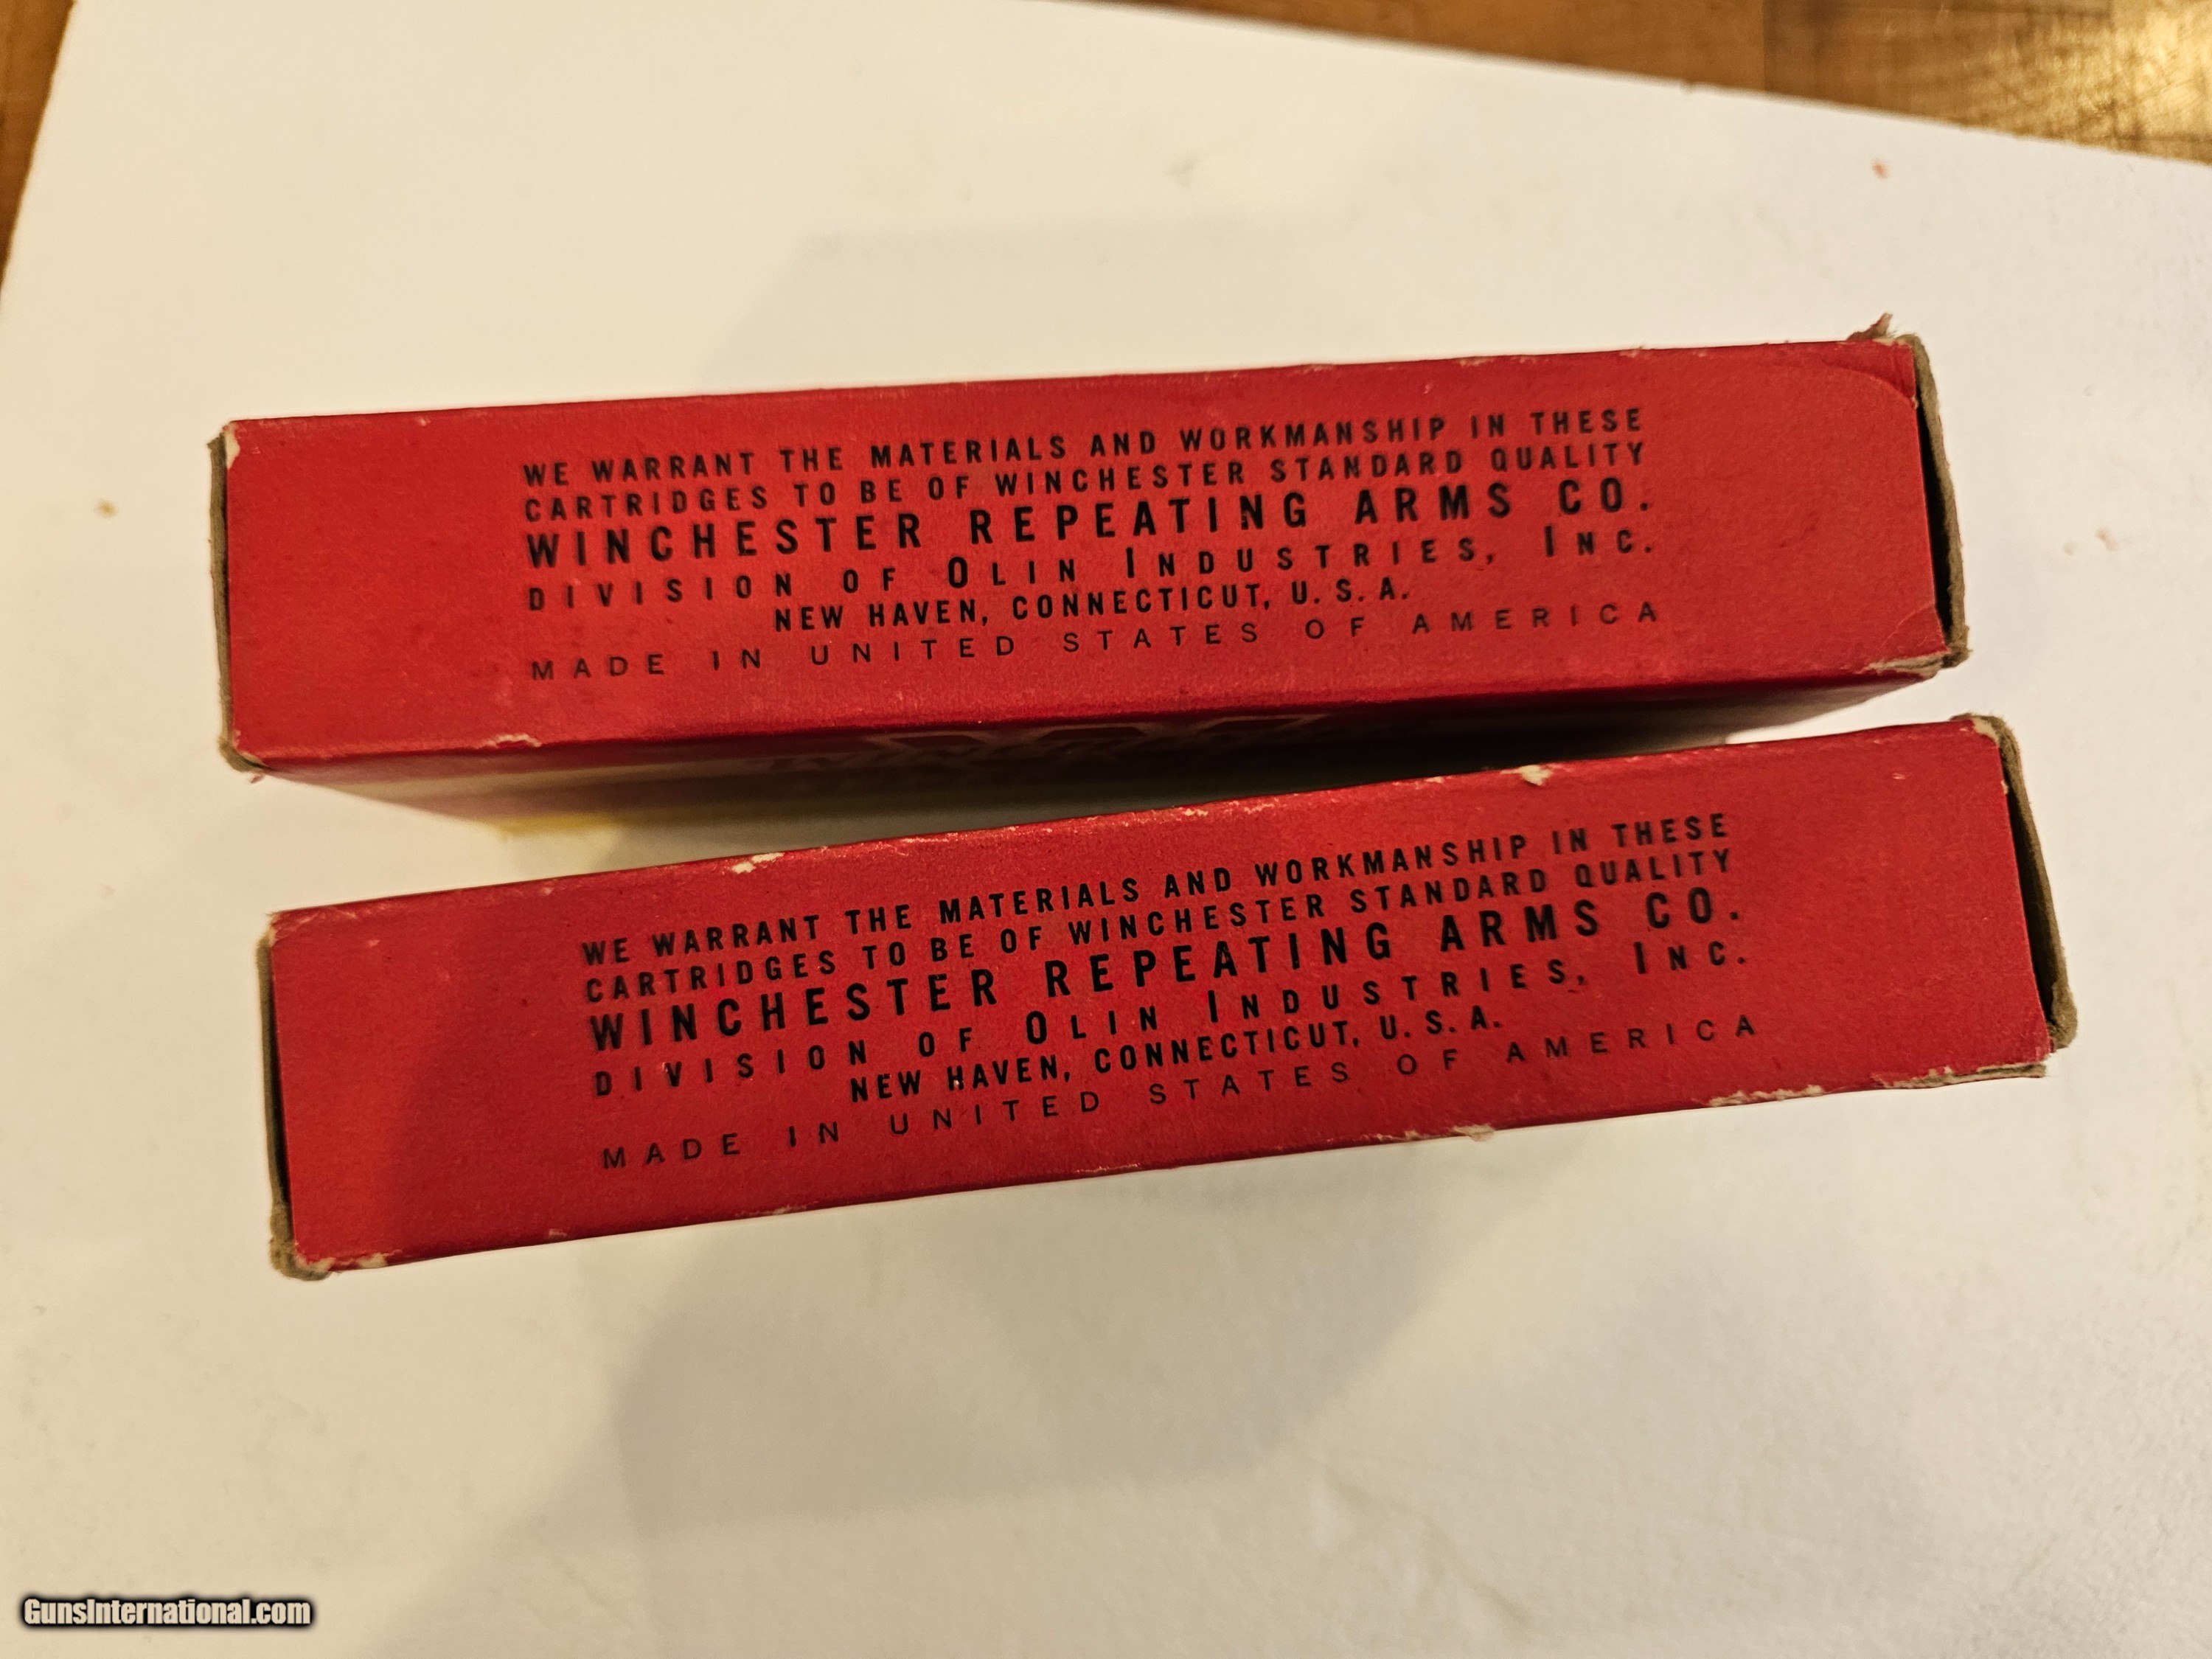 WE WARRANT THE MATERIALS AND WORKMANSHIP IN THESE
CARTRIDGES TO BE OF WINCHESTER STANDARD QUALITY
WINCHESTER REPEATING ARMS CO.
DIVISION OF OLIN INDUSTRIES, INC.
NEW HAVEN, CONNECTICUT, U. S. A.
MADE IN UNITED STATES OF AMERICA
WE WARRANT THE MATERIALS AND WORKMANSHIP IN THESE
CARTRIDGES TO BE OF WINCHESTER STANDARD QUALITY
WINCHESTER REPEATING ARMS CO.
DIVISION OF OLIN INDUSTRIES, INC.
NEW HAVEN, CONNECTICUT, U. S. A.
MADE IN UNITED STATES OF AMERICA
GunsInternational.com